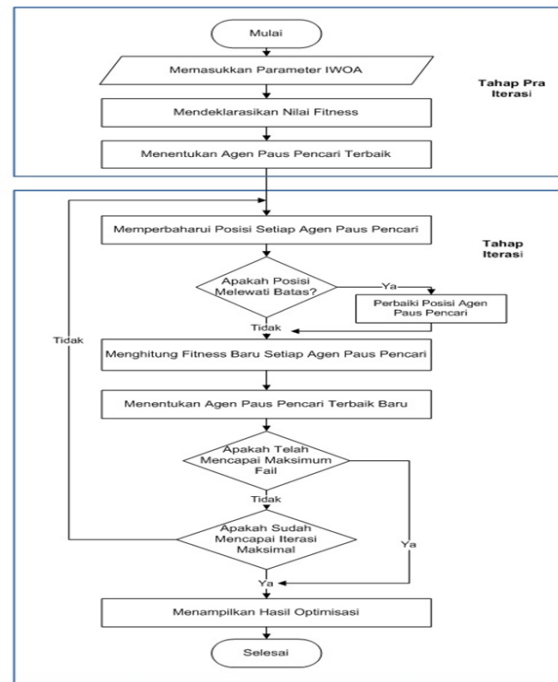 Mulai
Memasukkan Parameter IWOA
Tahap Pra
Iterasi
Mendeklarasikan Nilai Fitness
Menentukan Agen Paus Pencari Terbaik
Memperbaharui Posisi Setiap Agen Paus Pencari
Tahap
Iterasi
Apakah Posisi
Melewati Batas?
Ya
Perbaiki Posisi Agen
Paus Pencari
Tidak
Tidak
Menghitung Fitness Baru Setiap Agen Paus Pencari
Menentukan Agen Paus Pencari Terbaik Baru
Apakah Telah
Mencapai Maksimum
Fail
Tidak
Apakah Sudah
Mencapai Iterasi
Maksimal
Ya
Ya
Menampilkan Hasil Optimisasi
Selesai